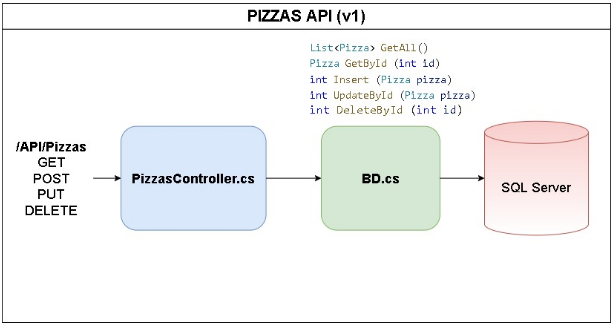 PIZZAS API (v1)
List<Pizza> GetAll()
Pizza GetById (int id)
int Insert (Pizza pizza)
int UpdateById (Pizza pizza)
int DeleteById (int id)
/API/Pizzas
GET
POST
PUT
DELETE
PizzasController.cs
BD.cs
SQL Server